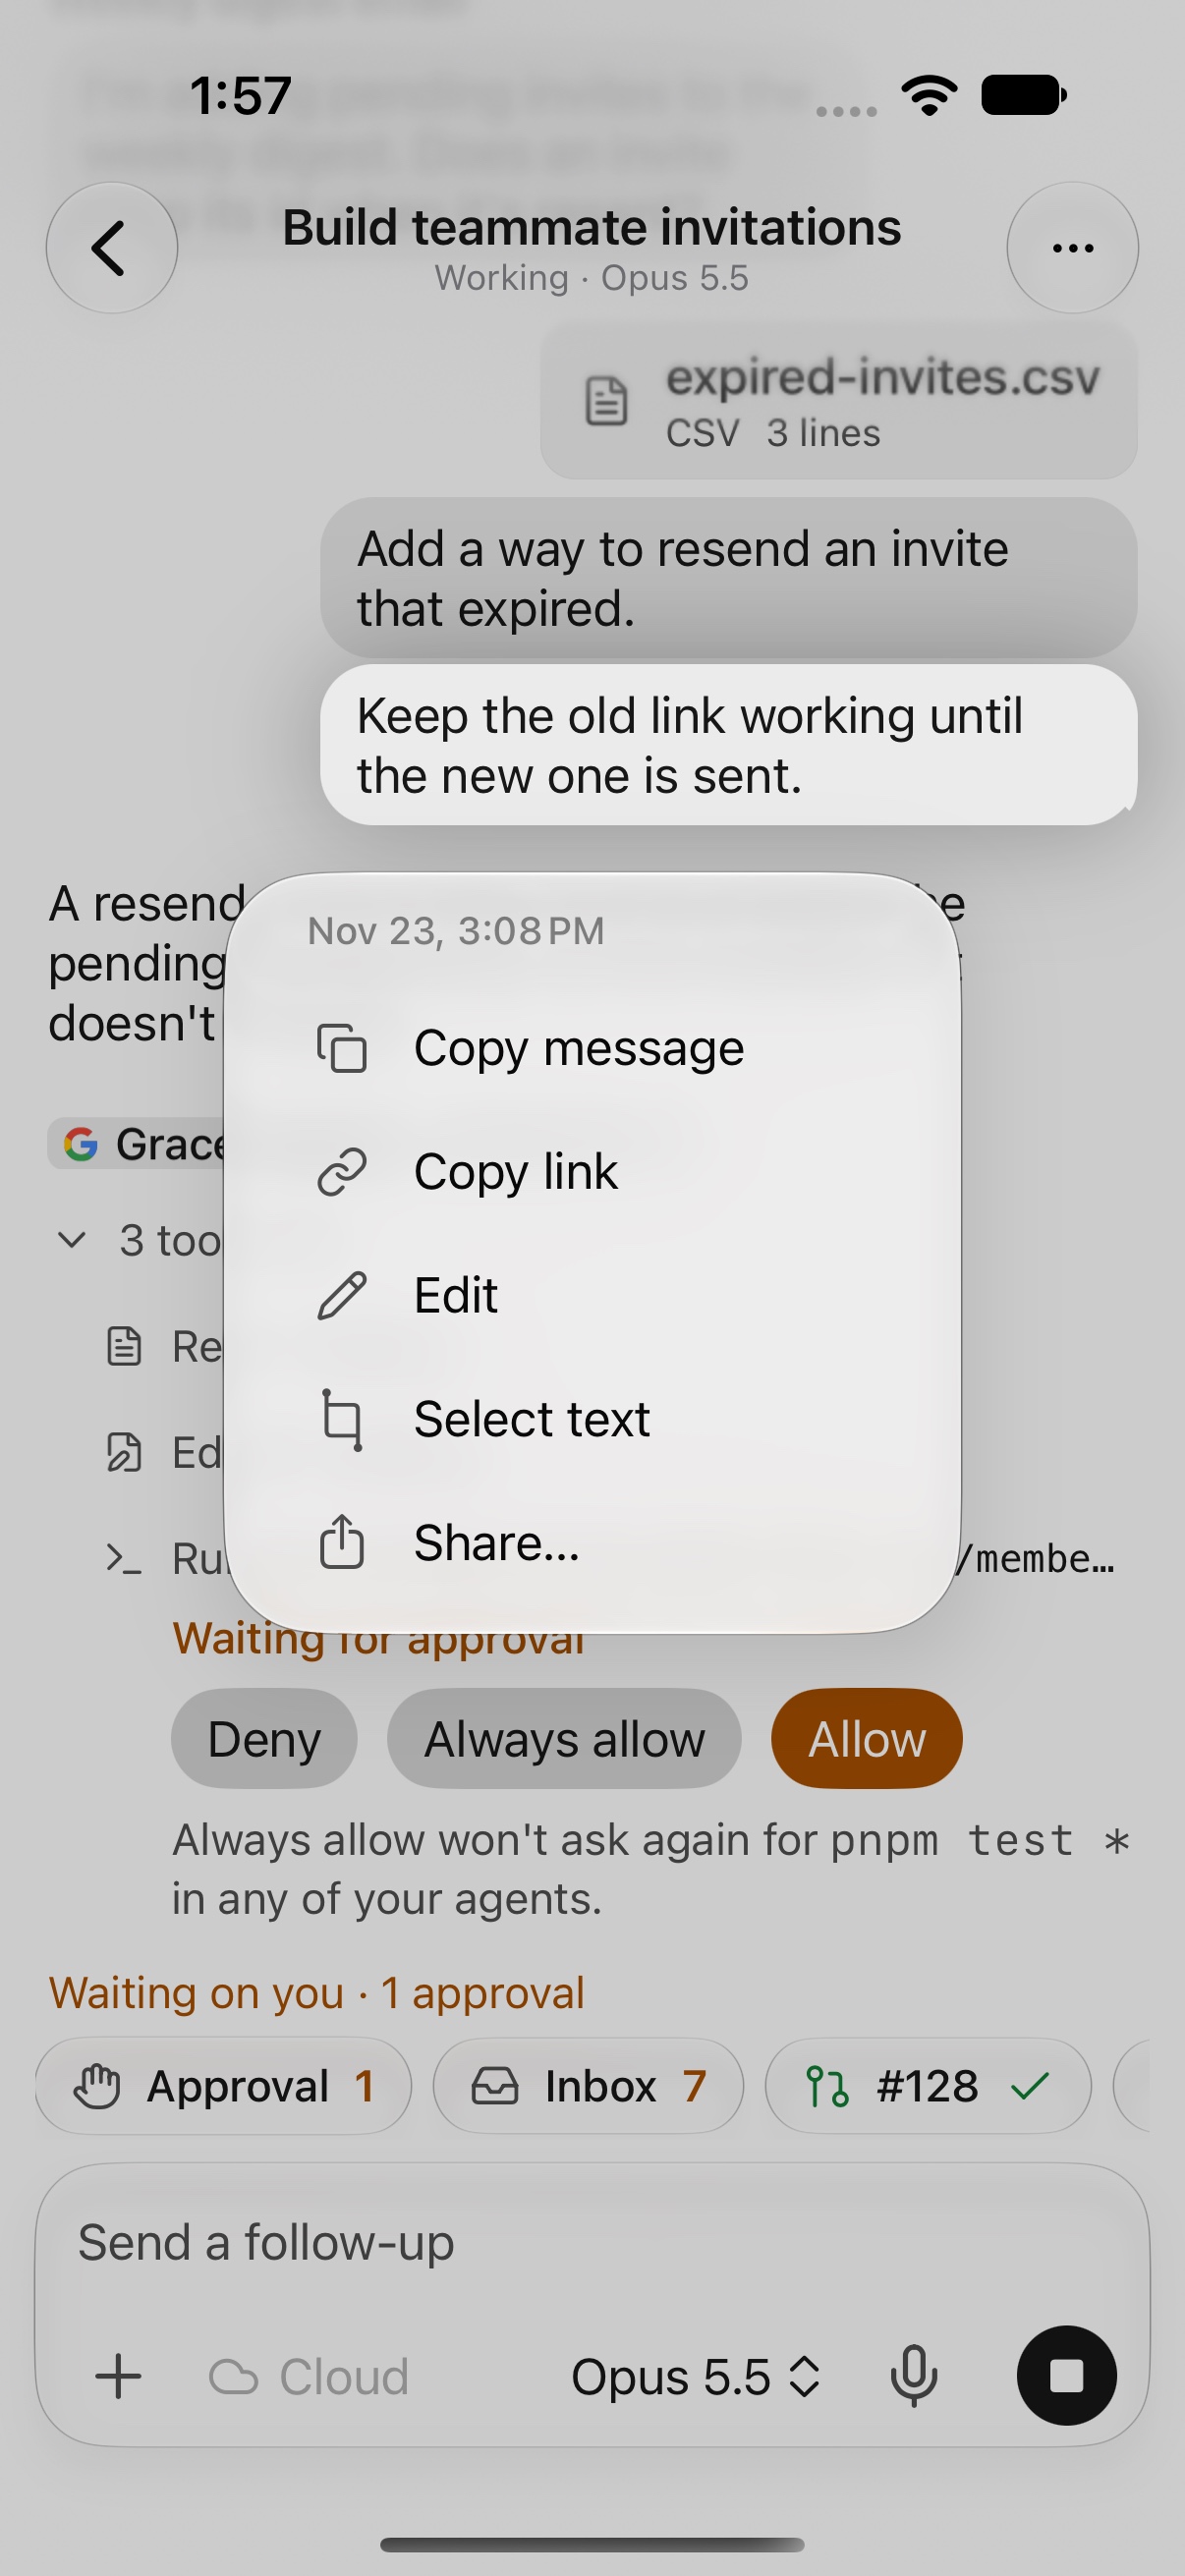 1:57
Build teammate invitations
Working · Opus 5.5
expired-invites.csv
CSV 3 lines
Add a way to resend an invite
that expired.
Keep the old link working until
the new one is sent.
A resend
pending
doesn't
Nov 23, 3:08 PM
Copy message
Copy link
Edit
Select text
Share...
Grace
3 too
Re
Ed
Ru
/membe…
Waiting for approval
Deny
Always allow
Allow
Always allow won't ask again for pnpm test *
in any of your agents.
Waiting on you · 1 approval
Approval 1
Inbox 7
#128
Send a follow-up
Cloud
Opus 5.5